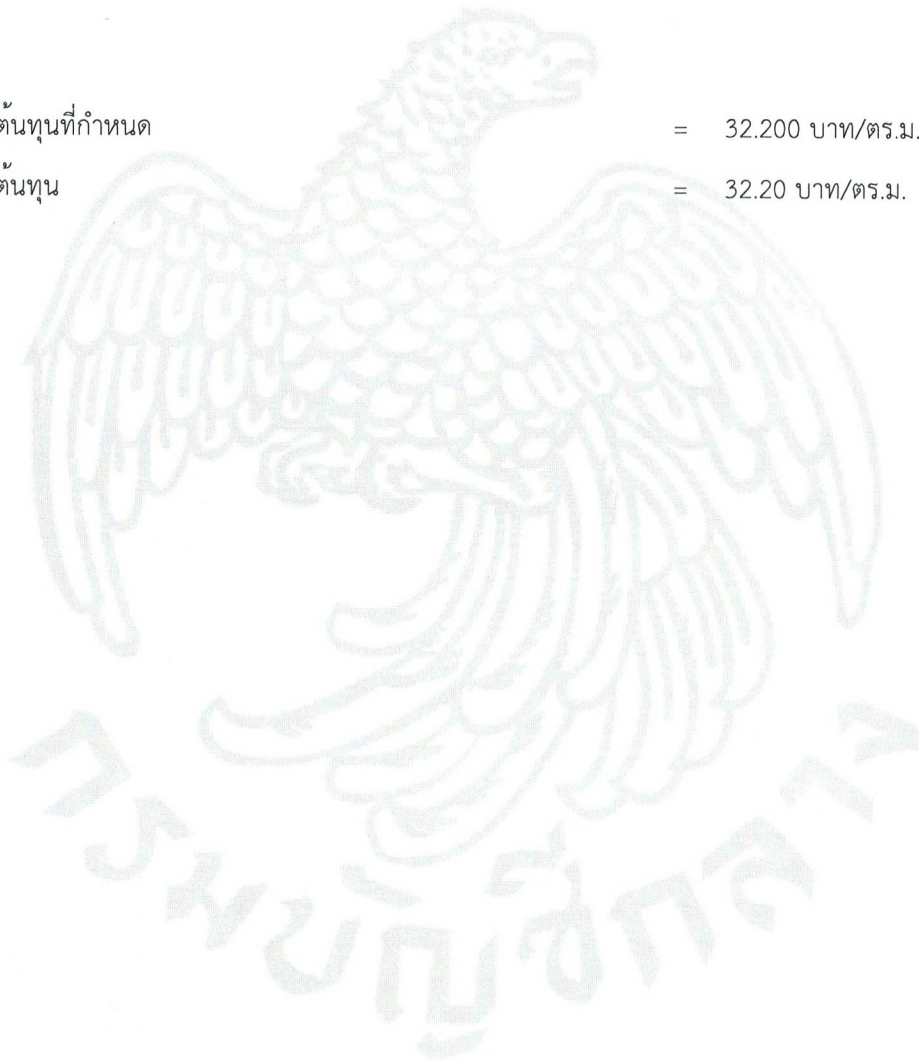 ต้นทุนที่กำหนด = 32.200 บาท/ตร.ม.
ต้นทุน = 32.20 บาท/ตร.ม.
กรมบัญชีกลาง